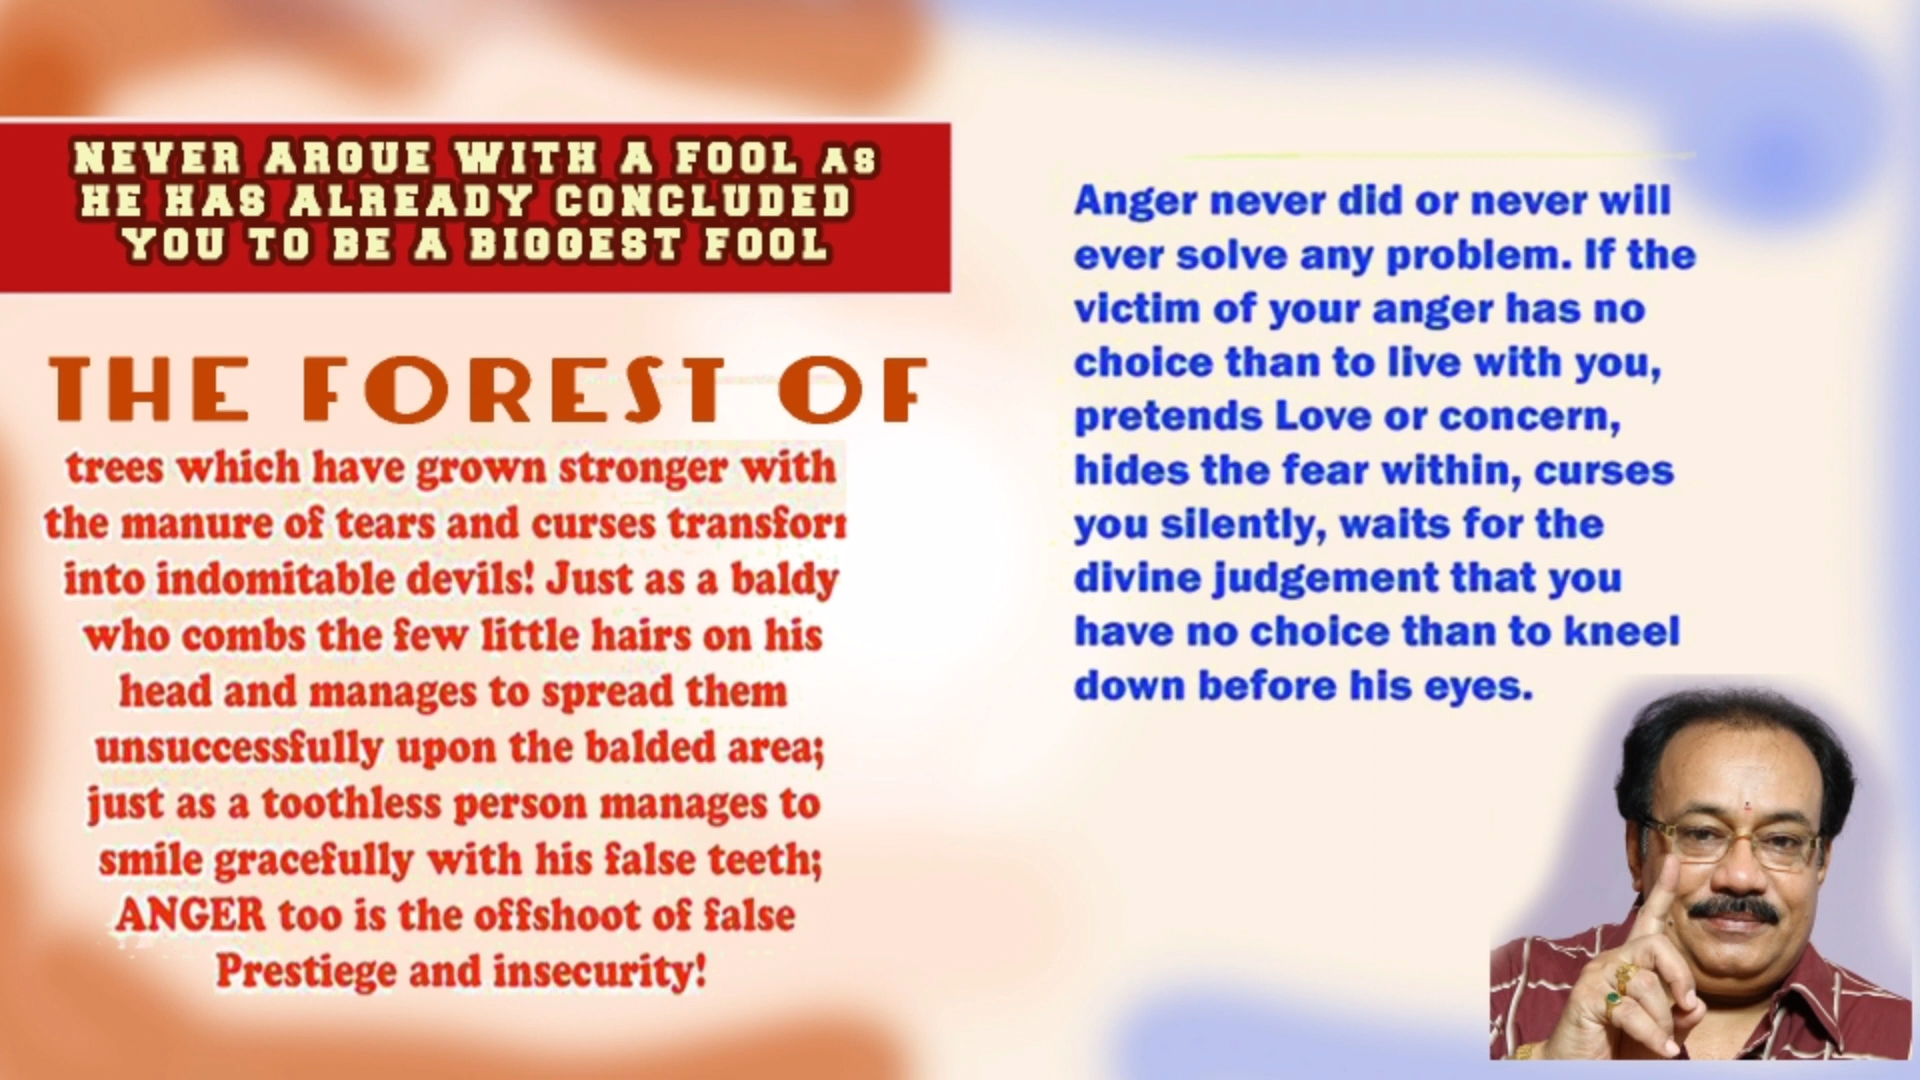 NEVER ARGUE WITH A FOOL AS
HE HAS ALREADY CONCLUDED
YOU TO BE A BIGGEST FOOL
THE FOREST OF
trees which have grown stronger with
the manure of tears and curses transfor
into indomitable devils! Just as a baldy
who combs the few little hairs on his
head and manages to spread them
unsuccessfully upon the balded area;
just as a toothless person manages to
smile gracefully with his false teeth;
ANGER too is the offshoot of false
Prestiege and insecurity!
Anger never did or never will
ever solve any problem. If the
victim of your anger has no
choice than to live with you,
pretends Love or concern,
hides the fear within, curses
you silently, waits for the
divine judgement that you
have no choice than to kneel
down before his eyes.